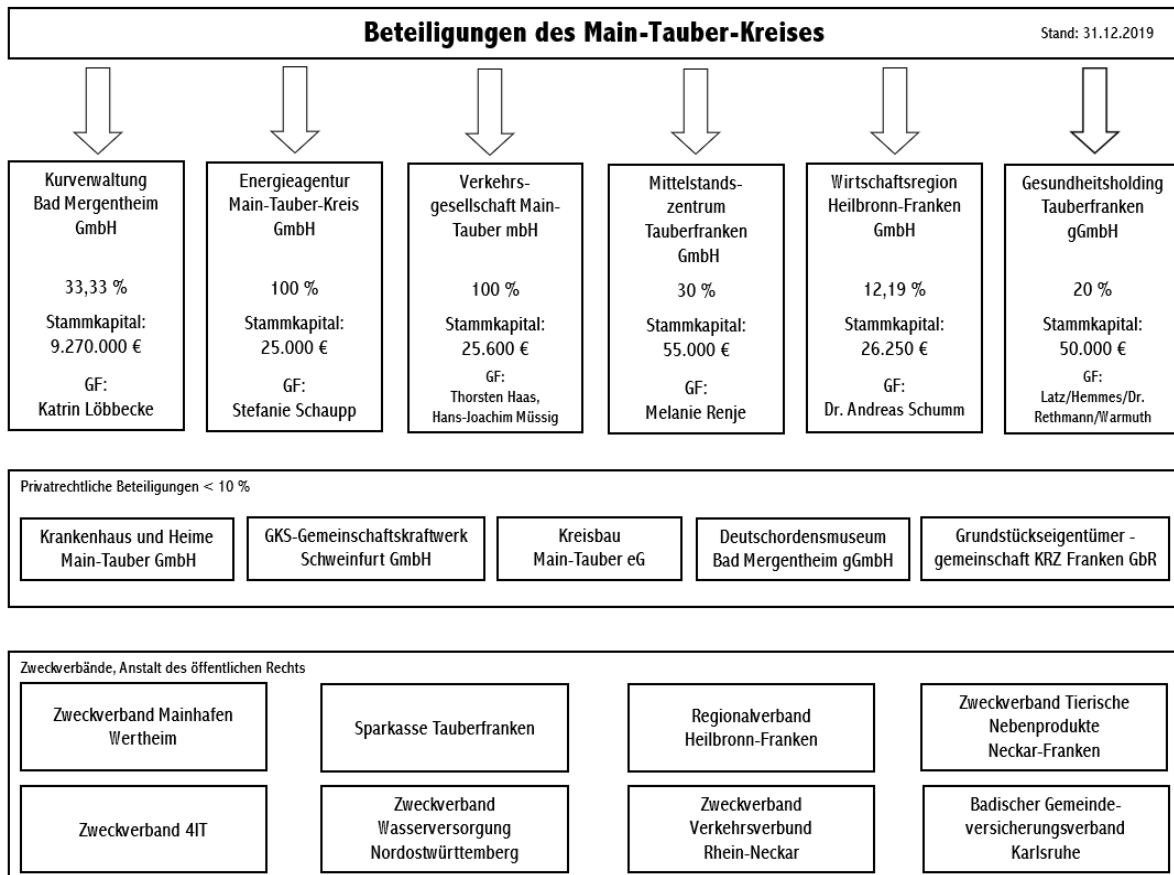 Beteiligungen des Main-Tauber-Kreises
Stand: 31.12.2019
Kurverwaltung
Bad Mergentheim
GmbH
33,33 %
Stammkapital:
9.270.000 €
GF:
Katrin Löbbecke
Energieagentur
Main-Tauber-Kreis
GmbH
100 %
Stammkapital:
25.000 €
GF:
Stefanie Schaupp
Verkehrs-
gesellschaft Main-
Tauber mbH
100 %
Stammkapital:
25.600 €
GF:
Thorsten Haas,
Hans-Joachim Müssig
Mittelstands-
zentrum
Tauberfranken
GmbH
30 %
Stammkapital:
55.000 €
GF:
Melanie Renje
Wirtschaftsregion
Heilbronn-Franken
GmbH
12,19 %
Stammkapital:
26.250 €
GF:
Dr. Andreas Schumm
Gesundheitsholding
Tauberfranken
gGmbH
20 %
Stammkapital:
50.000 €
GF:
Latz/Hemmes/Dr.
Rethmann/Warmuth
Privatrechtliche Beteiligungen < 10 %
Krankenhaus und Heime
Main-Tauber GmbH
GKS-Gemeinschaftskraftwerk
Schweinfurt GmbH
Kreisbau
Main-Tauber eG
Deutschordensmuseum
Bad Mergentheim gGmbH
Grundstückseigentümer -
gemeinschaft KRZ Franken GbR
Zweckverbände, Anstalt des öffentlichen Rechts
Zweckverband Mainhafen
Wertheim
Sparkasse Tauberfranken
Regionalverband
Heilbronn-Franken
Zweckverband Tierische
Nebenprodukte
Neckar-Franken
Zweckverband 4IT
Zweckverband
Wasserversorgung
Nordostwürttemberg
Zweckverband
Verkehrsverbund
Rhein-Neckar
Badischer Gemeinde-
versicherungsverband
Karlsruhe